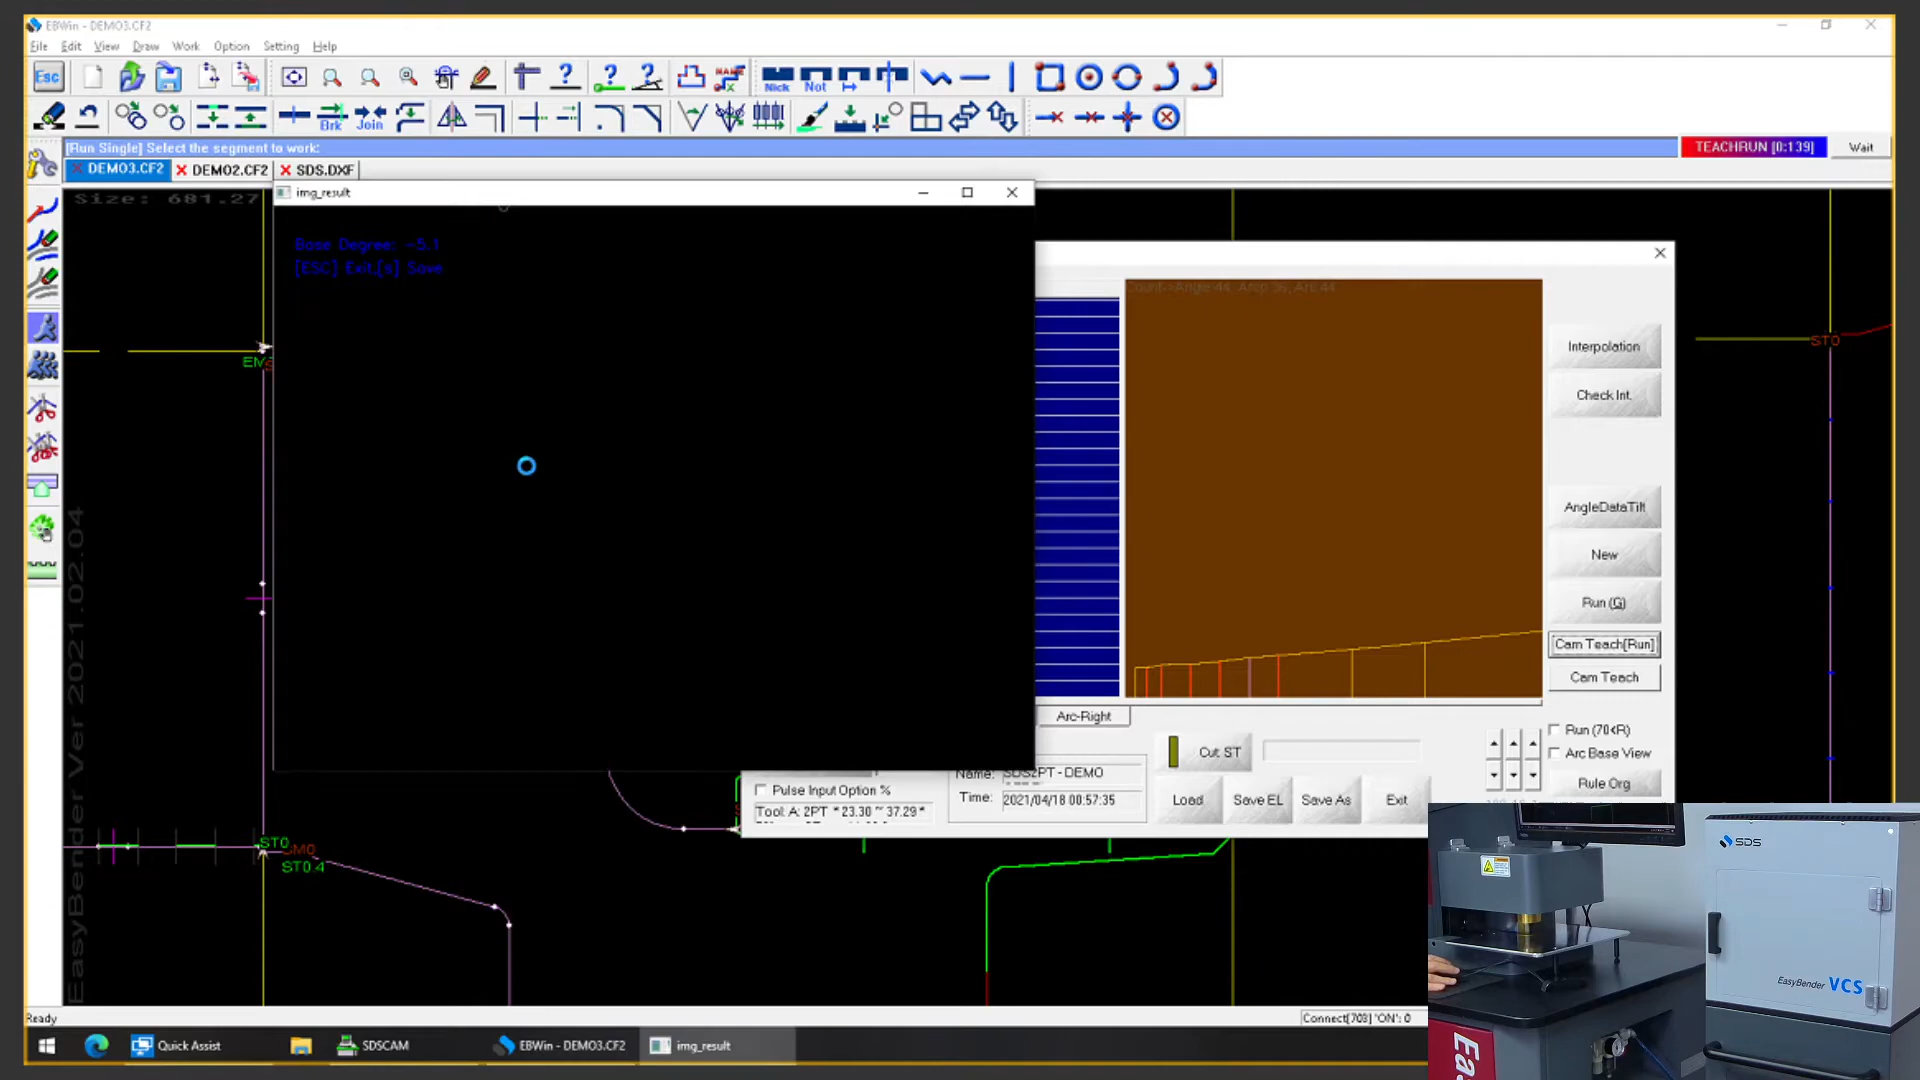 EBWin - DEMO3.CF2
File Edit View Draw Work Option Setting Help
Esc
NAME
Nick
Not
Brk
Join
[Run Single] Select the segment to work:
TEACHRUN [0:139]
Wait
DEMO3.CF2
DEMO2.CF2
SDS.DXF
Size: 681.27
img_result
Base Degree: -5.1
[ESC] Exit,[s] Save
Interpolation
Check Int.
AngleDataTilt
New
Run (G)
Cam Teach[Run]
Cam Teach
ST0
EasyBender Ver 2021.02.04
Arc-Right
Run (70<R)
Arc Base View
Rule Org
Cut ST
Name: SDS2PT - DEMO
Time: 2021/04/18 00:57:35
Load
Save EL
Save As
Exit
Pulse Input Option %
Tool: A: 2PT * 23.30 ~ 37.29 *
ST0
ST0.4
SDS
EasyBender VCS
Ea
Ready
Connect[703] 'ON': 0
Quick Assist
SDSCAM
EBWin - DEMO3.CF2
img_result